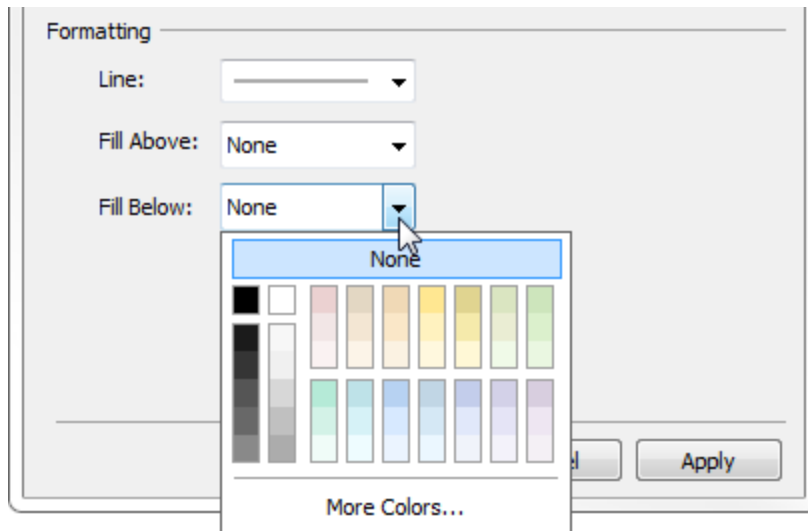 Formatting
Line:
Fill Above: None
Fill Below: None
None
Apply
More Colors...